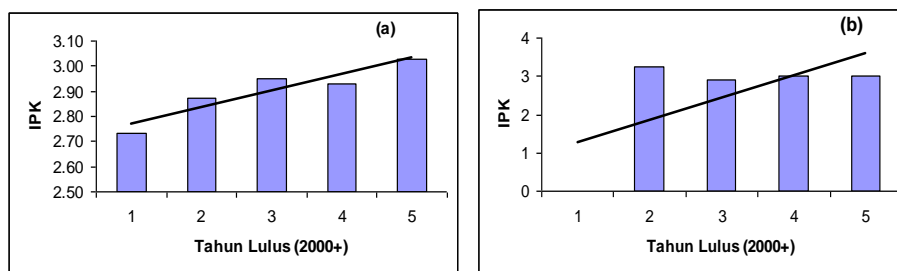 (a)
IPK
3.10
3.00
2.90
2.80
2.70
2.60
2.50
1 2 3 4 5
Tahun Lulus (2000+)
(b)
IPK
4
3
2
1
0
1 2 3 4 5
Tahun Lulus (2000+)